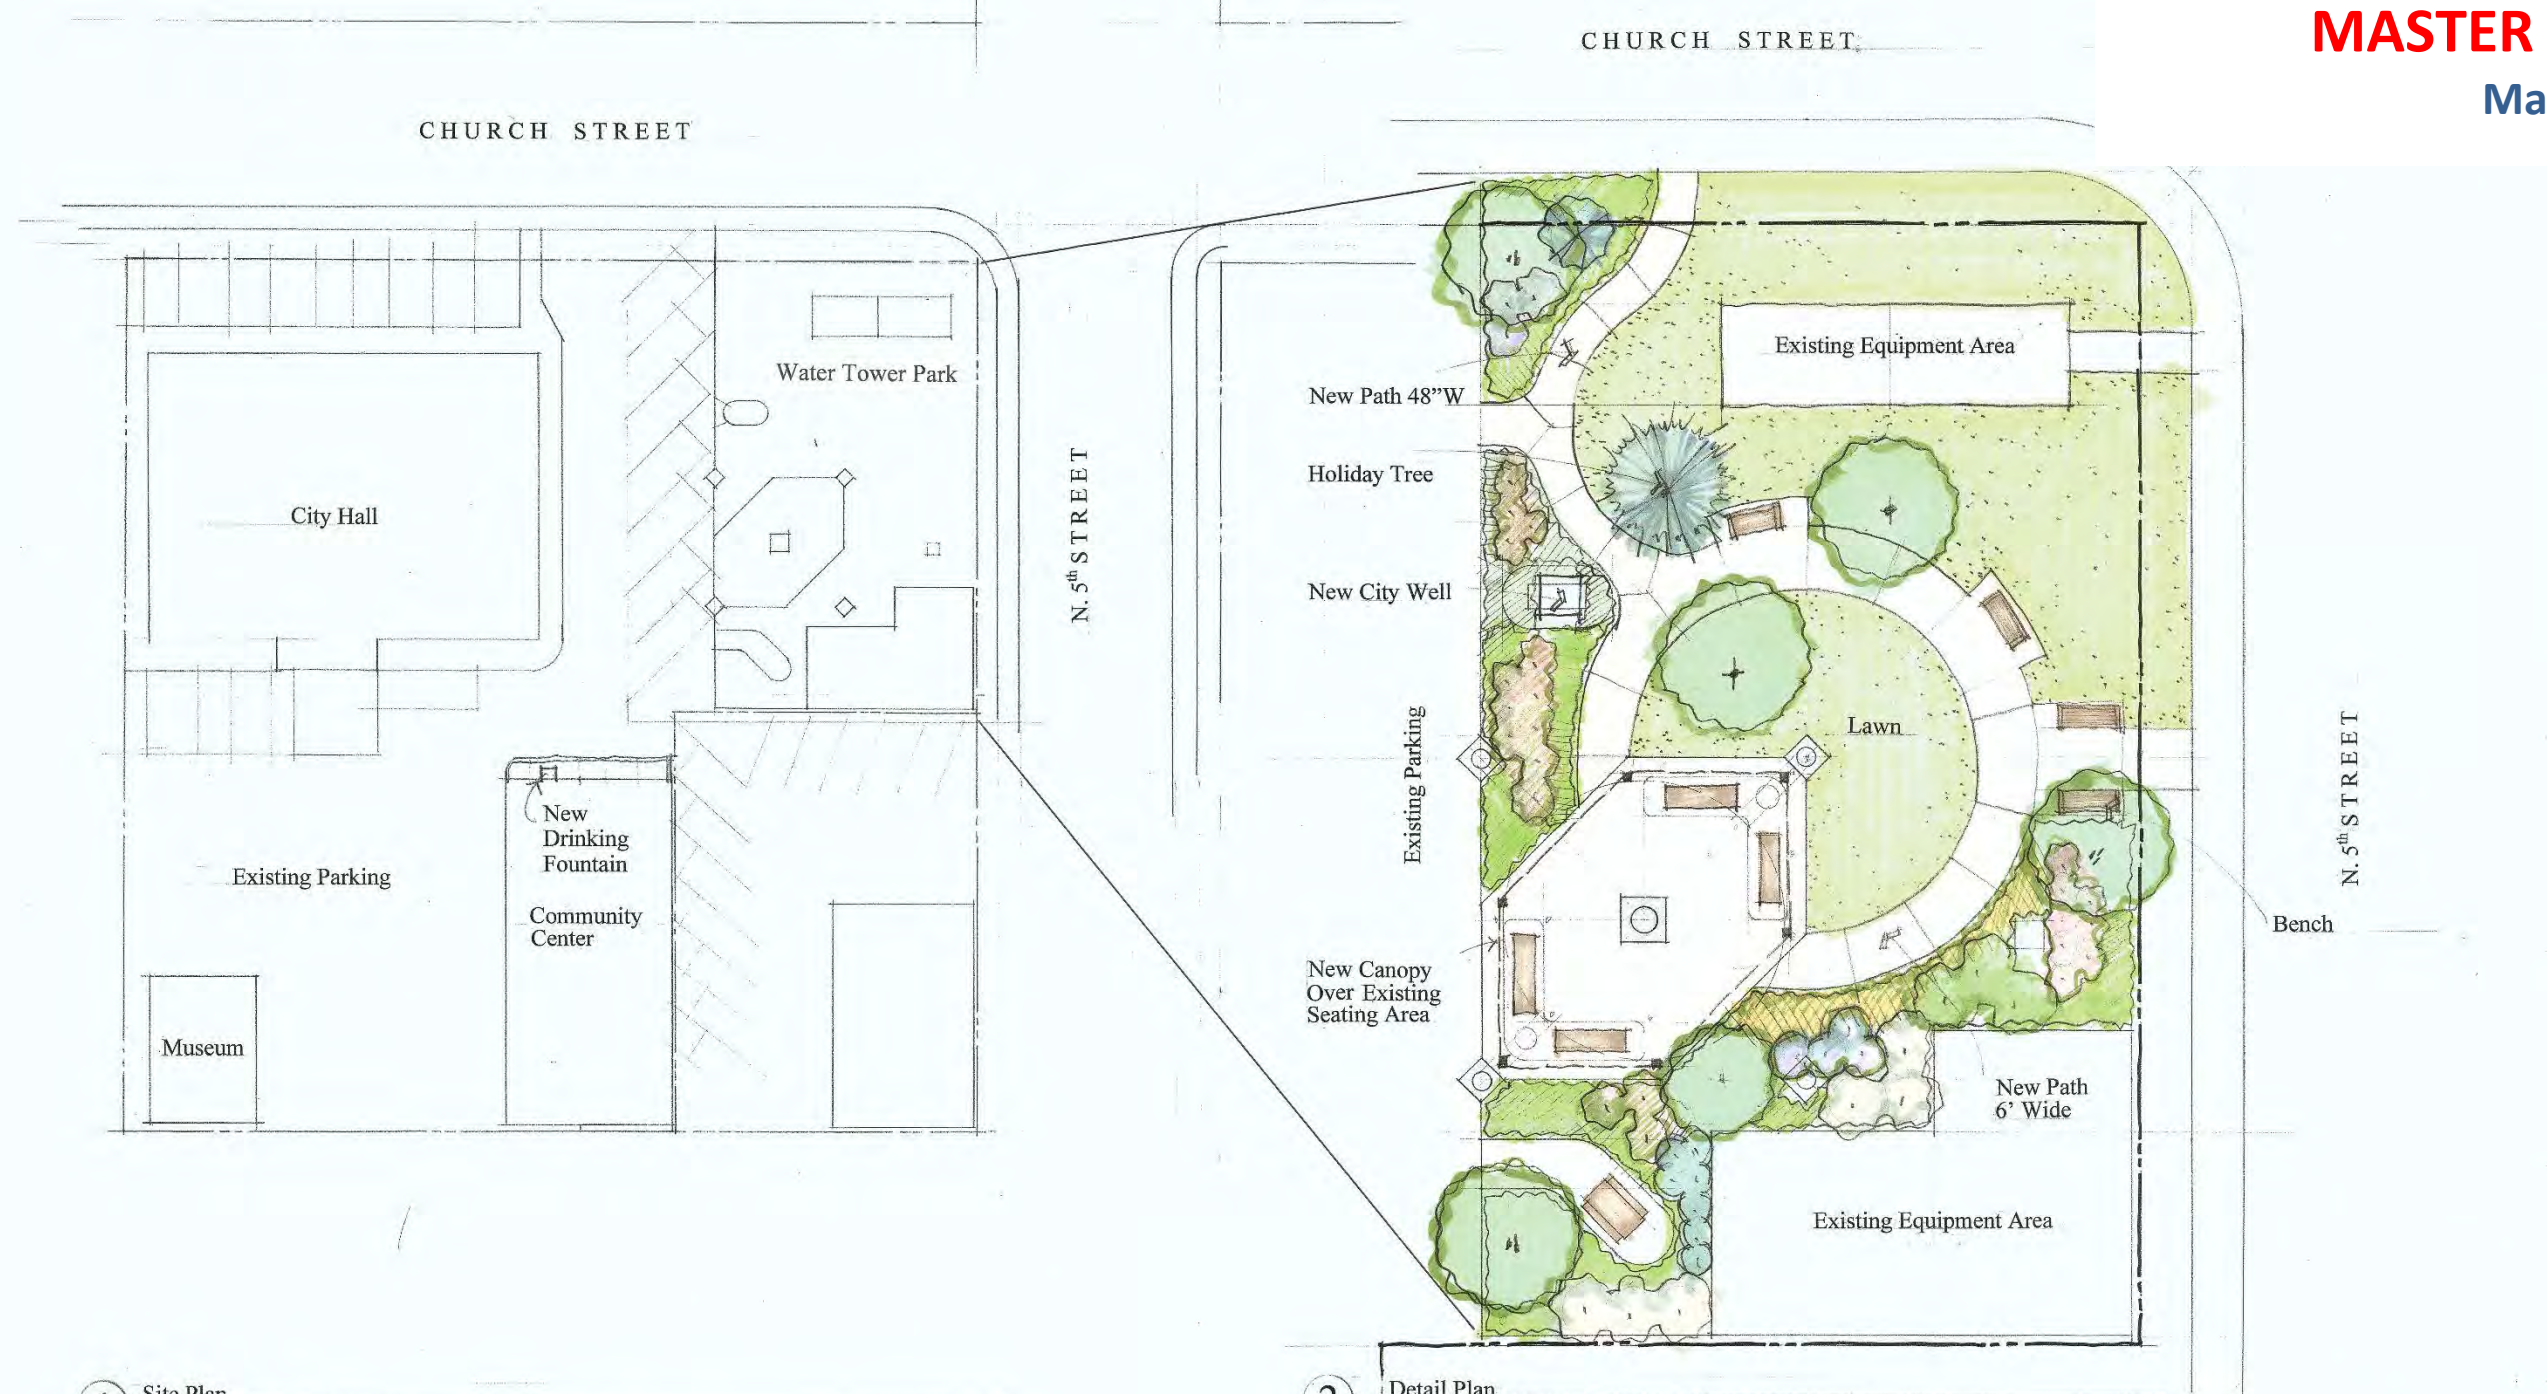 MASTER
Ma
CHURCH STREET
CHURCH STREET
Water Tower Park
City Hall
N. 5th STREET
New
Drinking
Fountain
Existing Parking
Community
Center
Museum
Site Plan
Existing Equipment Area
New Path 48”W
Holiday Tree
New City Well
Lawn
Existing Parking
N. 5th STREET
Bench
New Canopy
Over Existing
Seating Area
New Path
6’ Wide
Existing Equipment Area
2
Detail Plan